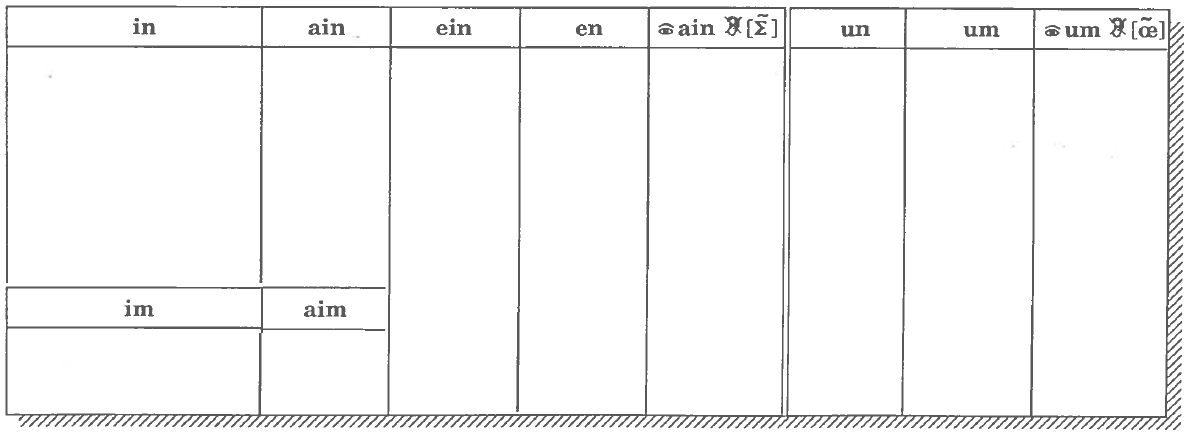 in ain ein en ain [Σ̃] un um um [œ̃]
im aim